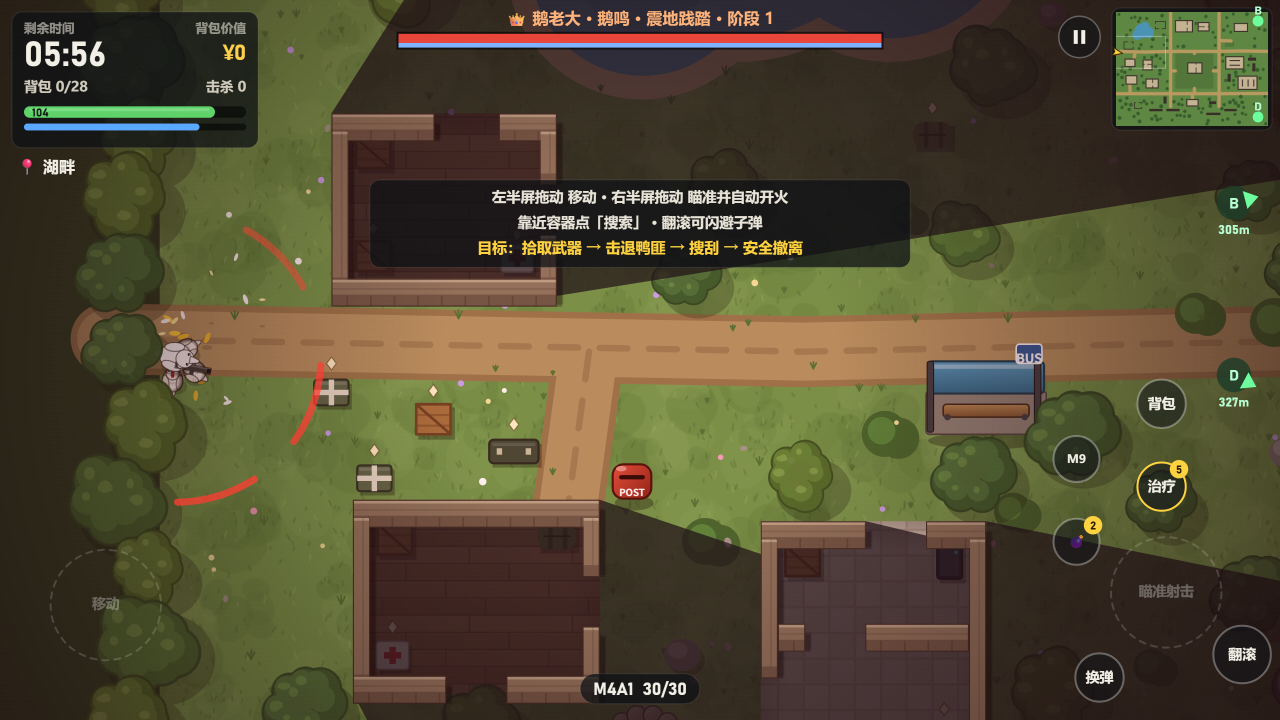 剩余时间 背包价值
05:56 ¥0
背包 0/28 击杀 0
104
湖畔
鹅老大·鹅鸣·震地践踏·阶段 1
左半屏拖动 移动·右半屏拖动 瞄准并自动开火
靠近容器点「搜索」·翻滚可闪避子弹
目标：拾取武器 → 击退鸭匪 → 搜刮 → 安全撤离
B
D
B
305m
D
327m
BUS
POST
背包
M9
5
治疗
2
移动
瞄准射击
翻滚
换弹
M4A1 30/30